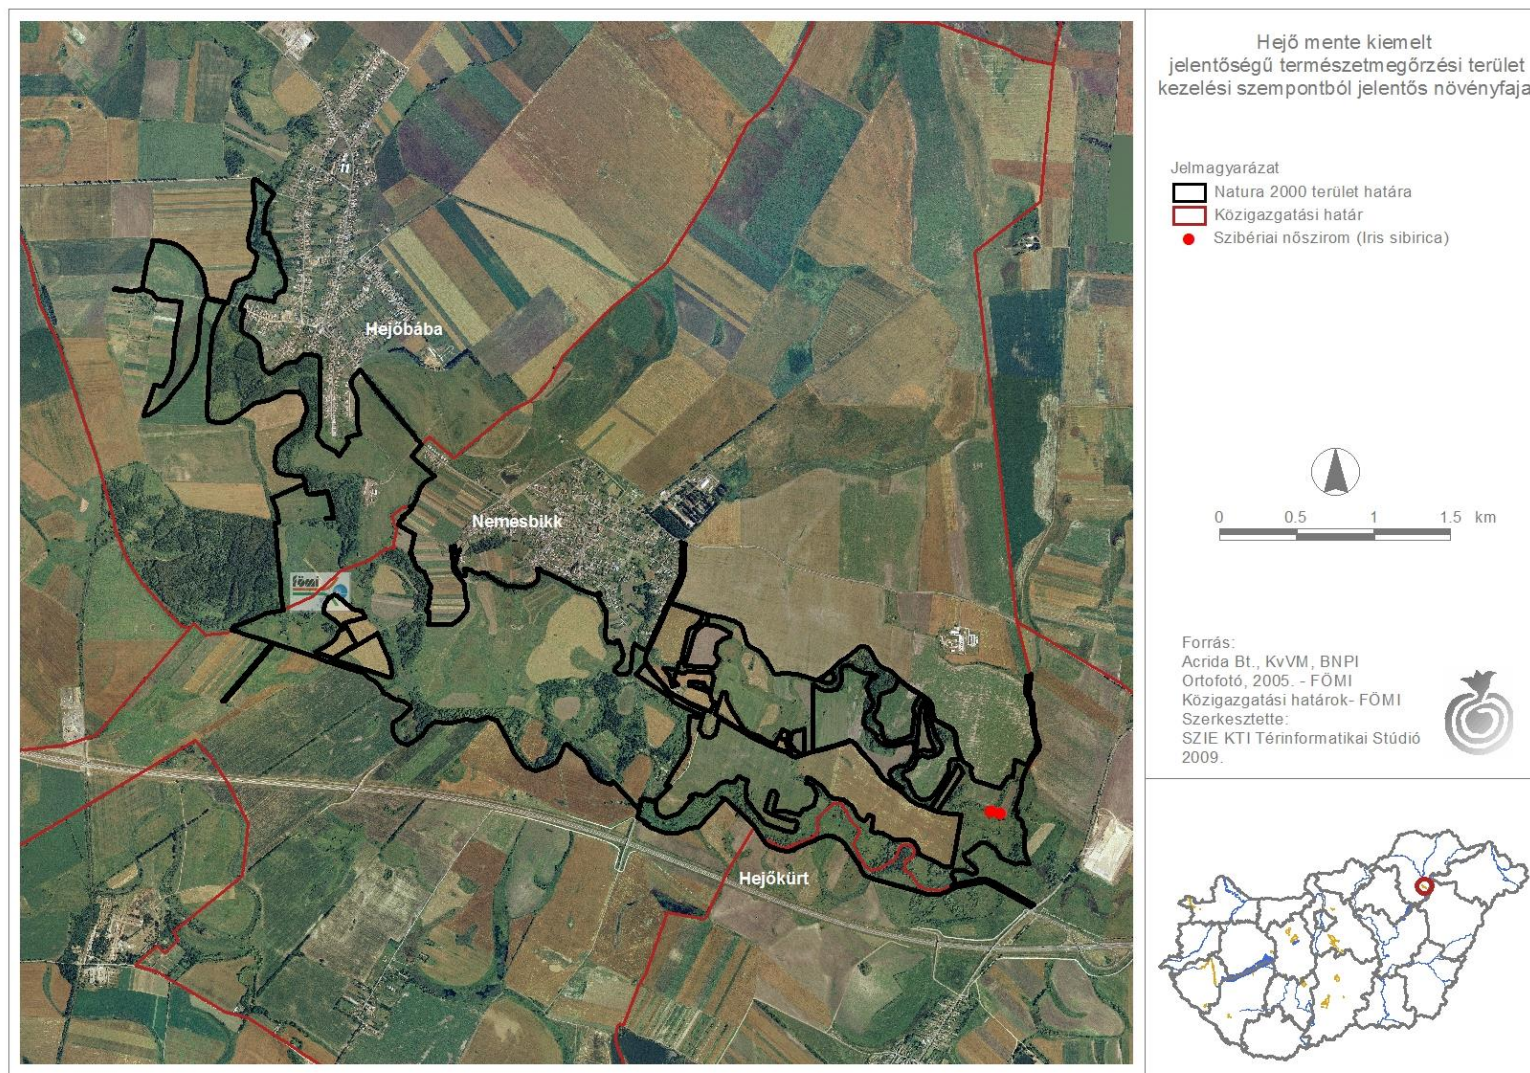 Hejő mente kiemelt
jelentőségű természetmegőrzési terület
kezelési szempontból jelentős növényfaja
Jelmagyarázat
Natura 2000 terület határa
Közigazgatási határ
Szibériai nőszirom (Iris sibirica)
Hejőbába
Nemesbikk
fömi
Hejőkürt
0 0.5 1 1.5 km
Forrás:
Acrida Bt., KvVM, BNPI
Ortofotó, 2005. - FÖMI
Közigazgatási határok- FÖMI
Szerkesztette:
SZIE KTI Térinformatikai Stúdió
2009.